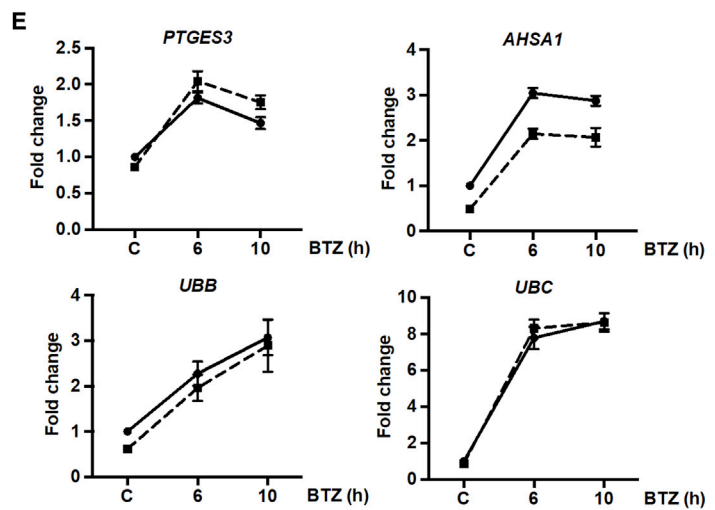 E
PTGES3
Fold change
2.5
2.0
1.5
1.0
0.5
0.0
C 6 10 BTZ (h)
AHSA1
Fold change
4
3
2
1
0
C 6 10 BTZ (h)
UBB
Fold change
4
3
2
1
0
C 6 10 BTZ (h)
UBC
Fold change
10
8
6
4
2
0
C 6 10 BTZ (h)